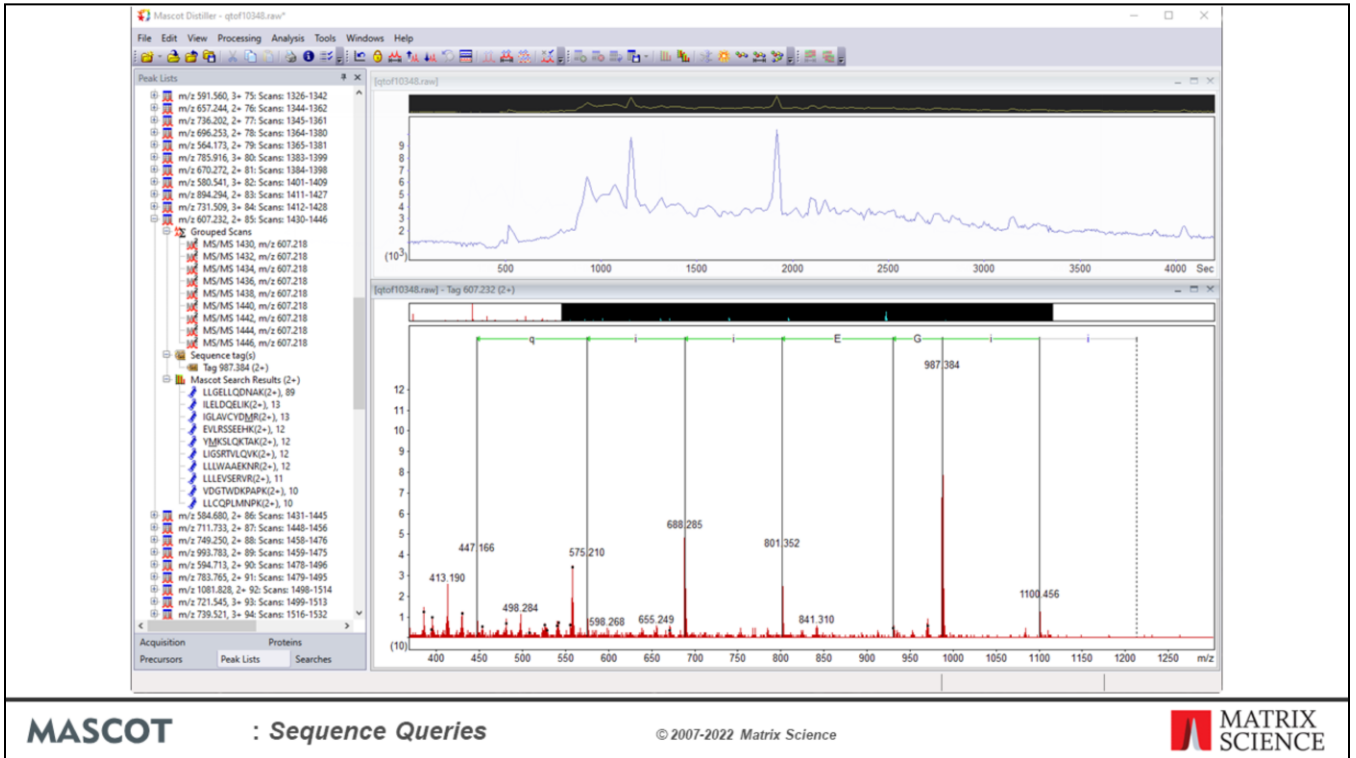 Mascot Distiller - qtof10348.raw*
File Edit View Processing Analysis Tools Windows Help
Peak Lists
m/z 591.560, 3+ 75: Scans: 1326-1342
m/z 657.244, 2+ 76: Scans: 1344-1362
m/z 736.202, 2+ 77: Scans: 1345-1361
m/z 696.253, 2+ 78: Scans: 1364-1380
m/z 564.173, 2+ 79: Scans: 1365-1381
m/z 785.916, 3+ 80: Scans: 1383-1399
m/z 670.272, 2+ 81: Scans: 1384-1398
m/z 580.541, 3+ 82: Scans: 1401-1409
m/z 894.294, 2+ 83: Scans: 1411-1427
m/z 731.509, 3+ 84: Scans: 1412-1428
m/z 607.232, 2+ 85: Scans: 1430-1446
Grouped Scans
MS/MS 1430, m/z 607.218
MS/MS 1432, m/z 607.218
MS/MS 1434, m/z 607.218
MS/MS 1436, m/z 607.218
MS/MS 1438, m/z 607.218
MS/MS 1440, m/z 607.218
MS/MS 1442, m/z 607.218
MS/MS 1444, m/z 607.218
MS/MS 1446, m/z 607.218
Sequence tag(s)
Tag 987.384 (2+)
Mascot Search Results (2+)
LLGELLQDNAK(2+), 89
ILELDQELIK(2+), 13
IGLAVCYDMR(2+), 13
EVLRSSEEHK(2+), 12
YMKSLQKTAK(2+), 12
LIGSRTVLQVK(2+), 12
LLLWAAEKNR(2+), 12
LLLEVSERVR(2+), 11
VDGTWDKPAPK(2+), 10
LLCQPLMNPK(2+), 10
m/z 584.680, 2+ 86: Scans: 1431-1445
m/z 711.733, 2+ 87: Scans: 1448-1456
m/z 749.250, 2+ 88: Scans: 1458-1476
m/z 993.783, 2+ 89: Scans: 1459-1475
m/z 594.713, 2+ 90: Scans: 1478-1496
m/z 783.765, 2+ 91: Scans: 1479-1495
m/z 1081.828, 2+ 92: Scans: 1498-1514
m/z 721.545, 3+ 93: Scans: 1499-1513
m/z 739.521, 3+ 94: Scans: 1516-1532
Acquisition Proteins
Precursors Peak Lists Searches
[qtof10348.raw]
9
8
7
6
5
4
3
2
(10³)
500 1000 1500 2000 2500 3000 3500 4000 Sec
[qtof10348.raw] - Tag 607.232 (2+)
q i i E G i i
987.384
12
11
10
9
8
7
6
5
4
3
2
1
(10)
688.285
447.166 575.210 801.352
413.190 1100.456
498.284 598.268 655.249 841.310
400 450 500 550 600 650 700 750 800 850 900 950 1000 1050 1100 1150 1200 1250 m/z
MASCOT : Sequence Queries © 2007-2022 Matrix Science MATRIX
SCIENCE